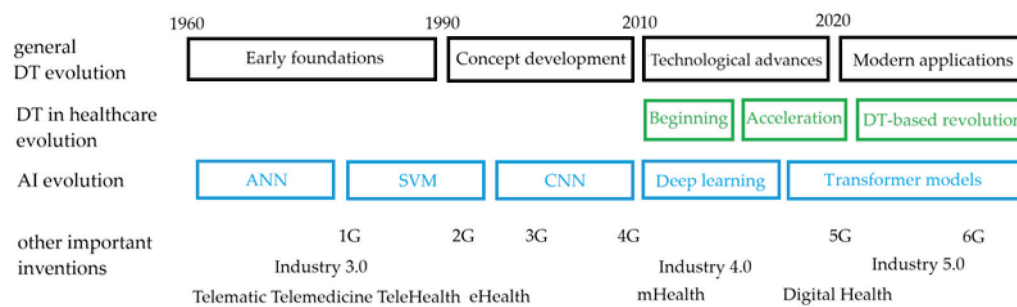 1960 1990 2010 2020
general
DT evolution
Early foundations Concept development Technological advances Modern applications
DT in healthcare
evolution
Beginning Acceleration DT-based revolution
AI evolution ANN SVM CNN Deep learning Transformer models
other important
inventions
1G 2G 3G 4G 5G 6G
Industry 3.0 Industry 4.0 Industry 5.0
Telematic Telemedicine TeleHealth eHealth mHealth Digital Health